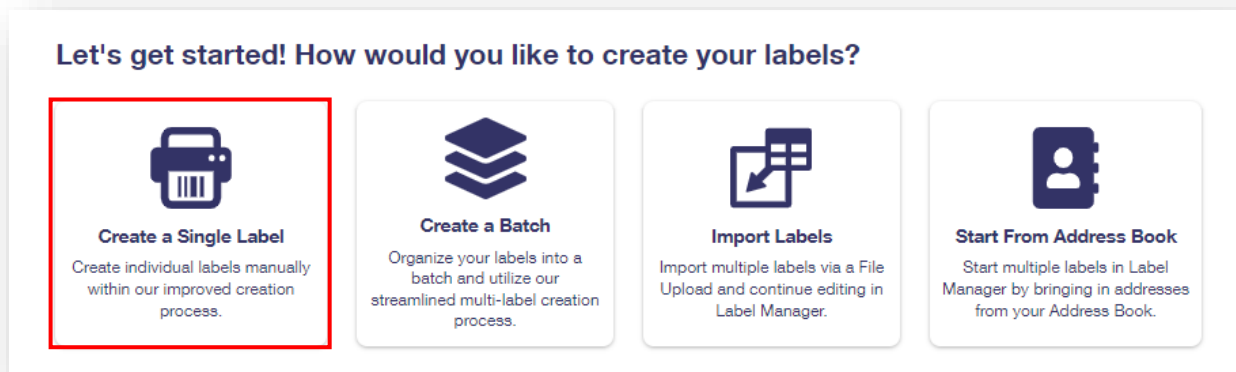 Let's get started! How would you like to create your labels?
Create a Single Label
Create individual labels manually
within our improved creation
process.
Create a Batch
Organize your labels into a
batch and utilize our
streamlined multi-label creation
process.
Import Labels
Import multiple labels via a File
Upload and continue editing in
Label Manager.
Start From Address Book
Start multiple labels in Label
Manager by bringing in addresses
from your Address Book.